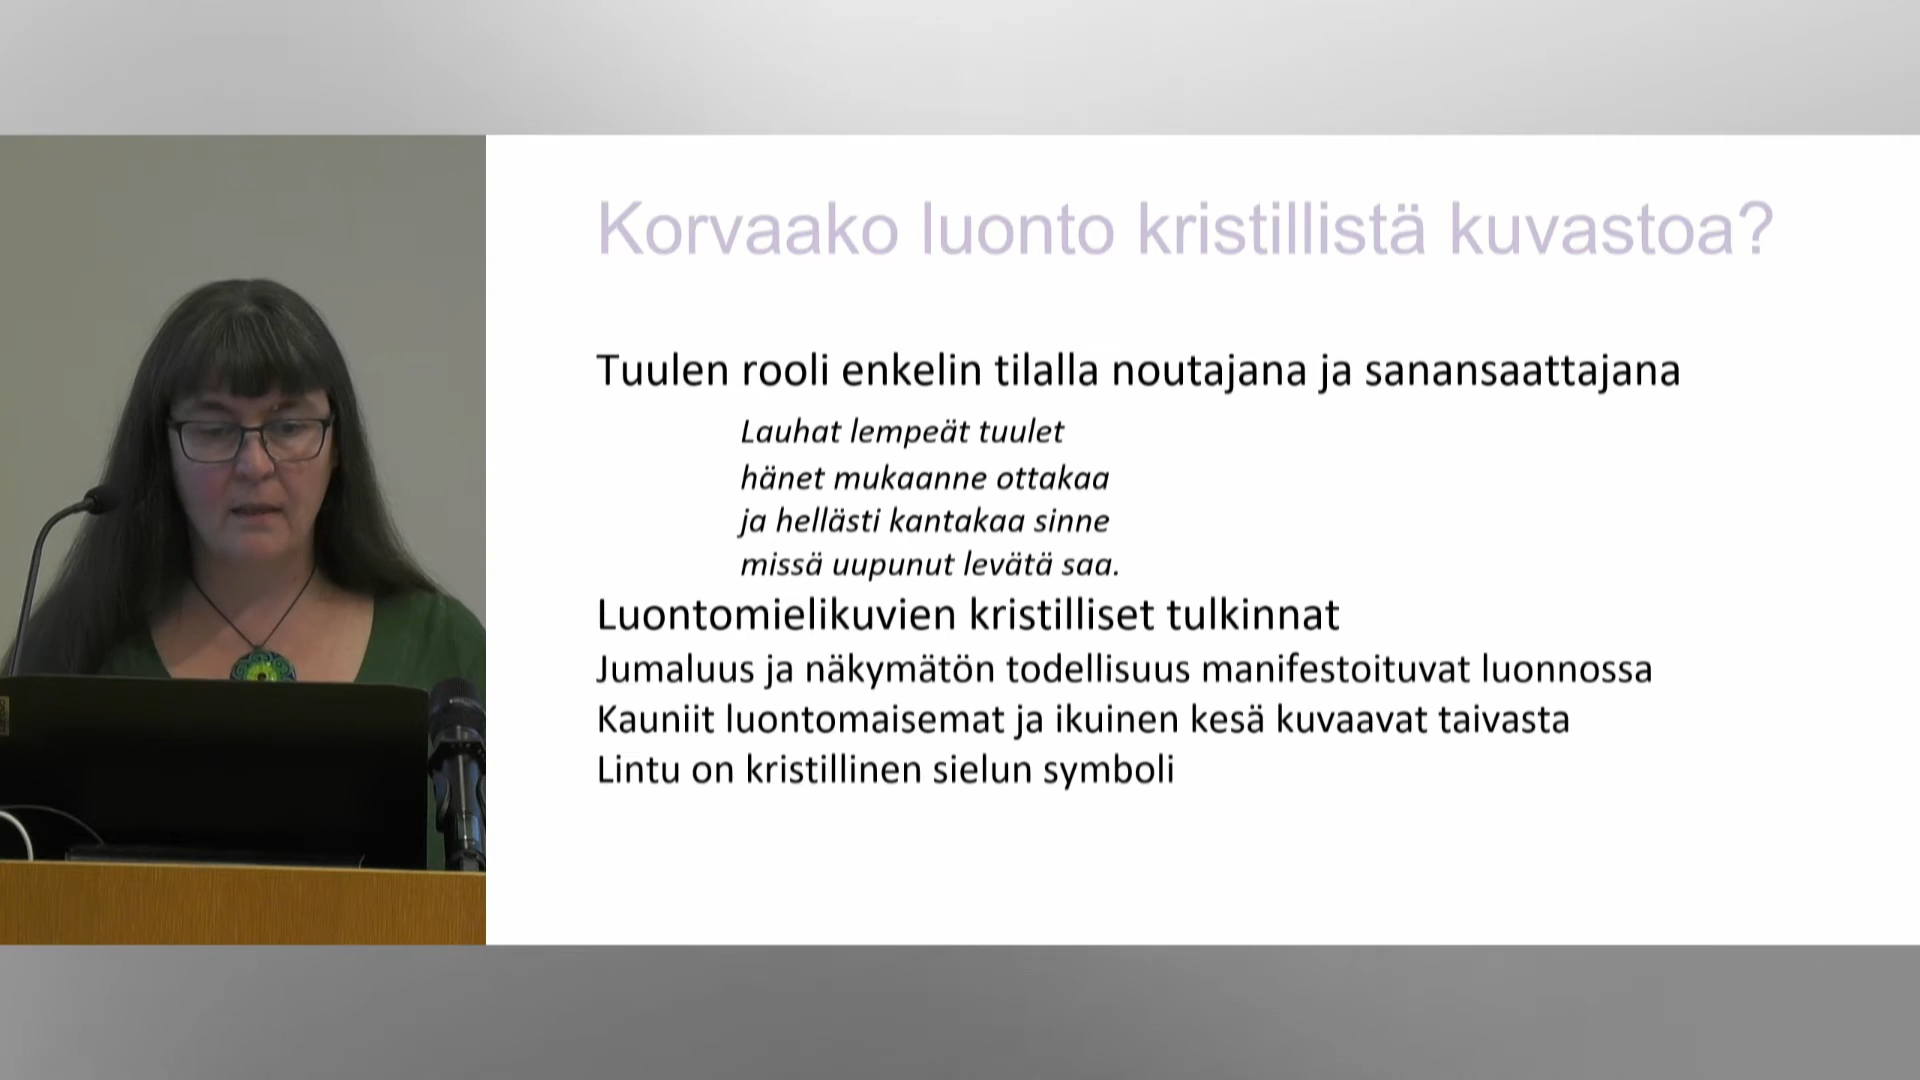 Korvaako luonto kristillistä kuvastoa?
Tuulen rooli enkelin tilalla noutajana ja sanansaattajana
Lauhat lempeät tuulet
hänet mukaanne ottakaa
ja hellästi kantakaa sinne
missä uupunut levätä saa.
Luontomielikuvien kristilliset tulkinnat
Jumaluus ja näkymätön todellisuus manifestoituvat luonnossa
Kauniit luontomaisemat ja ikuinen kesä kuvaavat taivasta
Lintu on kristillinen sielun symboli